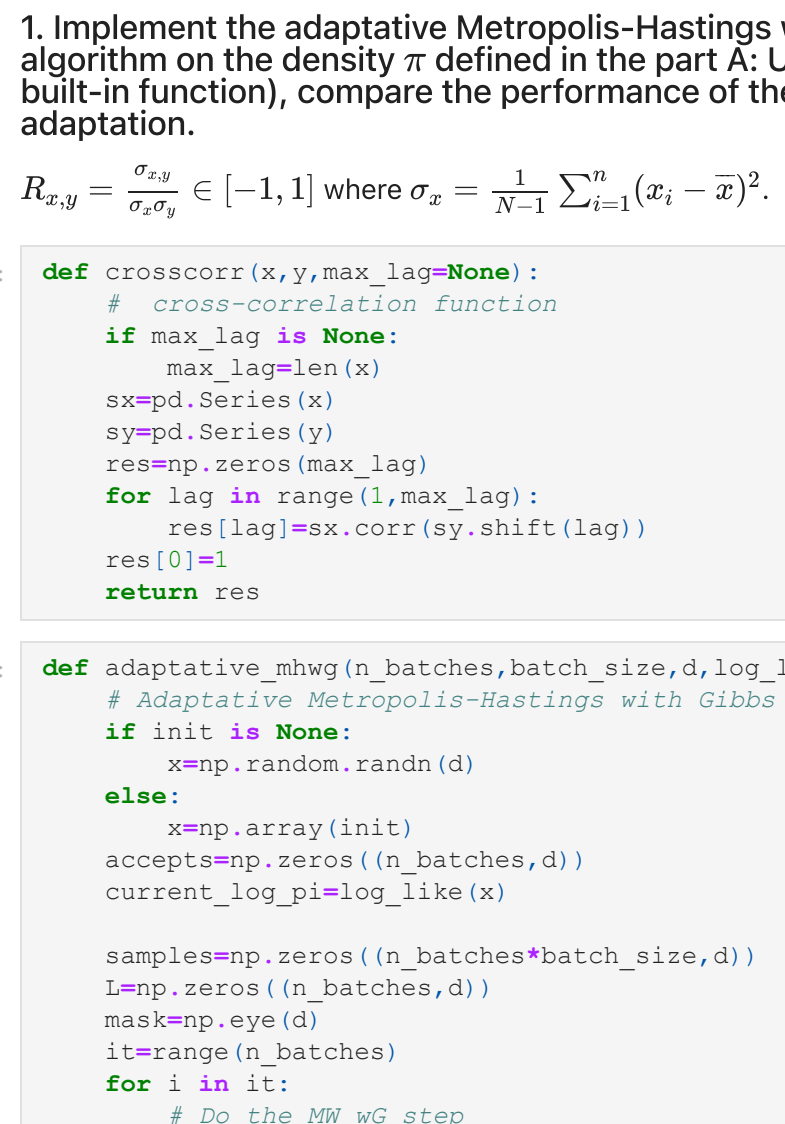 1. Implement the adaptative Metropolis-Hastings
algorithm on the density π defined in the part A:
built-in function), compare the performance of
adaptation.
R_{x,y} = \frac{σ_{x,y}}{σ_x σ_y} ∈ [−1, 1] where σ_x = \frac{1}{N−1} ∑_{i=1}^{n} (x_i − \overline{x})^2.
def crosscorr(x,y,max_lag=None):
    #  cross-correlation function
    if max_lag is None:
        max_lag=len(x)
    sx=pd.Series(x)
    sy=pd.Series(y)
    res=np.zeros(max_lag)
    for lag in range(1,max_lag):
        res[lag]=sx.corr(sy.shift(lag))
    res[0]=1
    return res
def adaptative_mhwg(n_batches,batch_size,d,log_l
    # Adaptative Metropolis-Hastings with Gibbs
    if init is None:
        x=np.random.randn(d)
    else:
        x=np.array(init)
    accepts=np.zeros((n_batches,d))
    current_log_pi=log_like(x)
    samples=np.zeros((n_batches*batch_size,d))
    L=np.zeros((n_batches,d))
    mask=np.eye(d)
    it=range(n_batches)
    for i in it:
        # Do the MW wG step